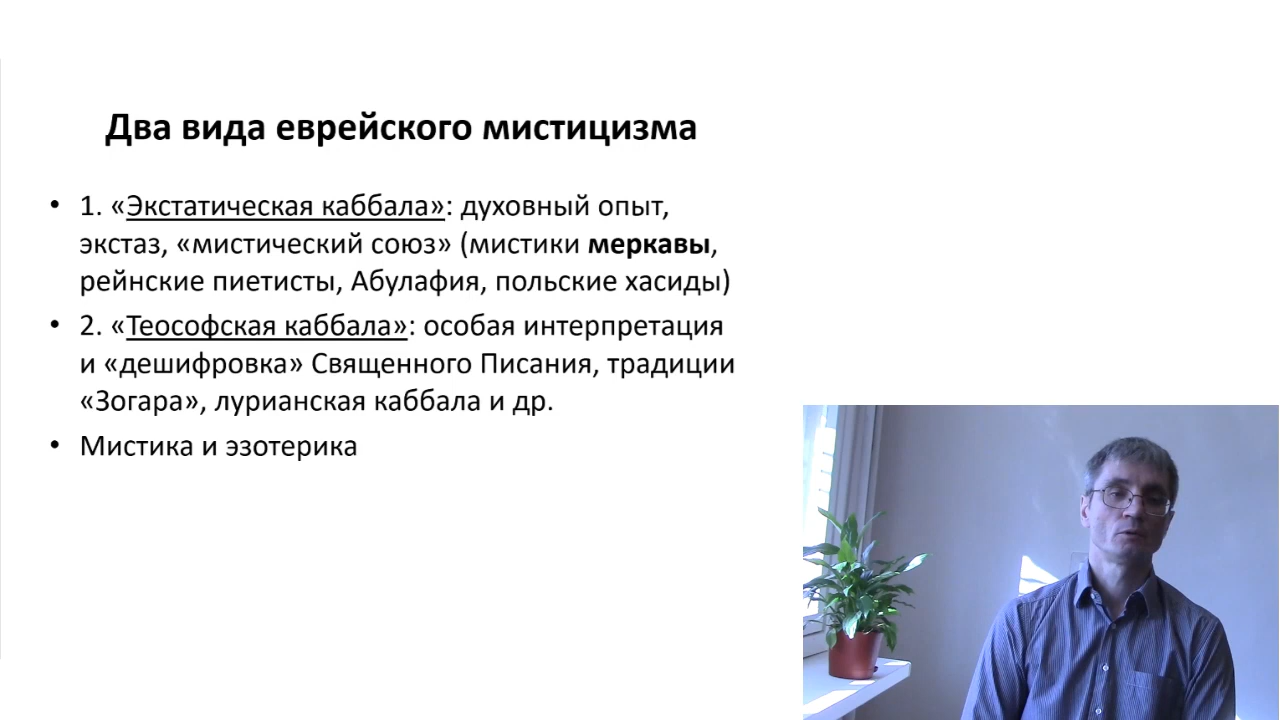 Два вида еврейского мистицизма
• 1. «Экстатическая каббала»: духовный опыт,
экстаз, «мистический союз» (мистики меркавы,
рейнские пиетисты, Абулафия, польские хасиды)
• 2. «Теософская каббала»: особая интерпретация
и «дешифровка» Священного Писания, традиции
«Зогара», лурианская каббала и др.
• Мистика и эзотерика